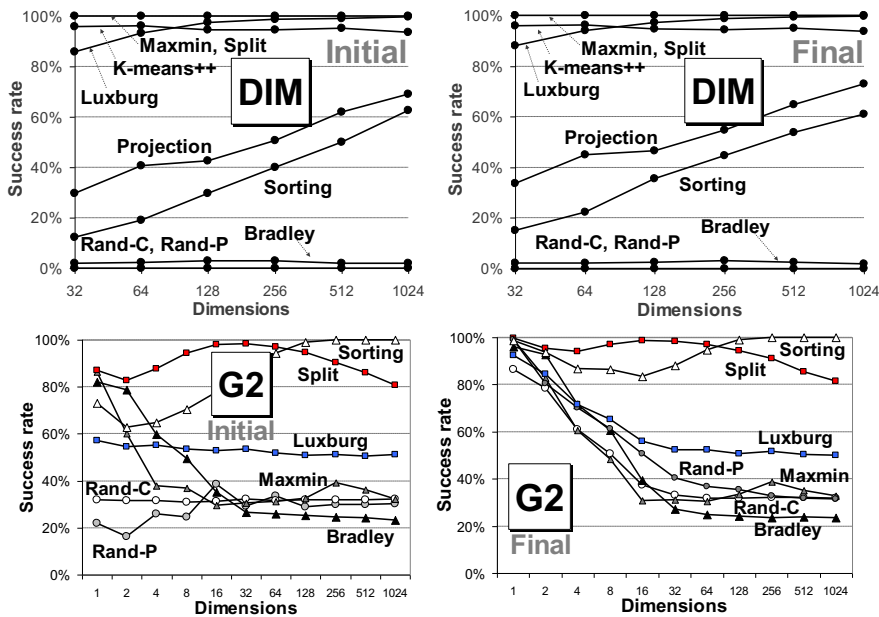 100%
80%
60%
40%
20%
0%
Success rate
Maxmin, Split
Initial
K-means++
Luxburg
DIM
Projection
Sorting
Rand-C, Rand-P
Bradley
32 64 128 256 512 1024
Dimensions
100%
80%
60%
40%
20%
0%
Success rate
Maxmin, Split
Final
K-means++
Luxburg
DIM
Projection
Sorting
Rand-C, Rand-P
Bradley
32 64 128 256 512 1024
Dimensions
100%
80%
60%
40%
20%
0%
Success rate
Sorting
Split
G2
Initial
Luxburg
Rand-C
Maxmin
Rand-P
Bradley
1 2 4 8 16 32 64 128 256 512 1024
Dimensions
100%
80%
60%
40%
20%
0%
Success rate
Sorting
Split
Luxburg
Rand-P
Maxmin
G2
Rand-C
Bradley
Final
1 2 4 8 16 32 64 128 256 512 1024
Dimensions